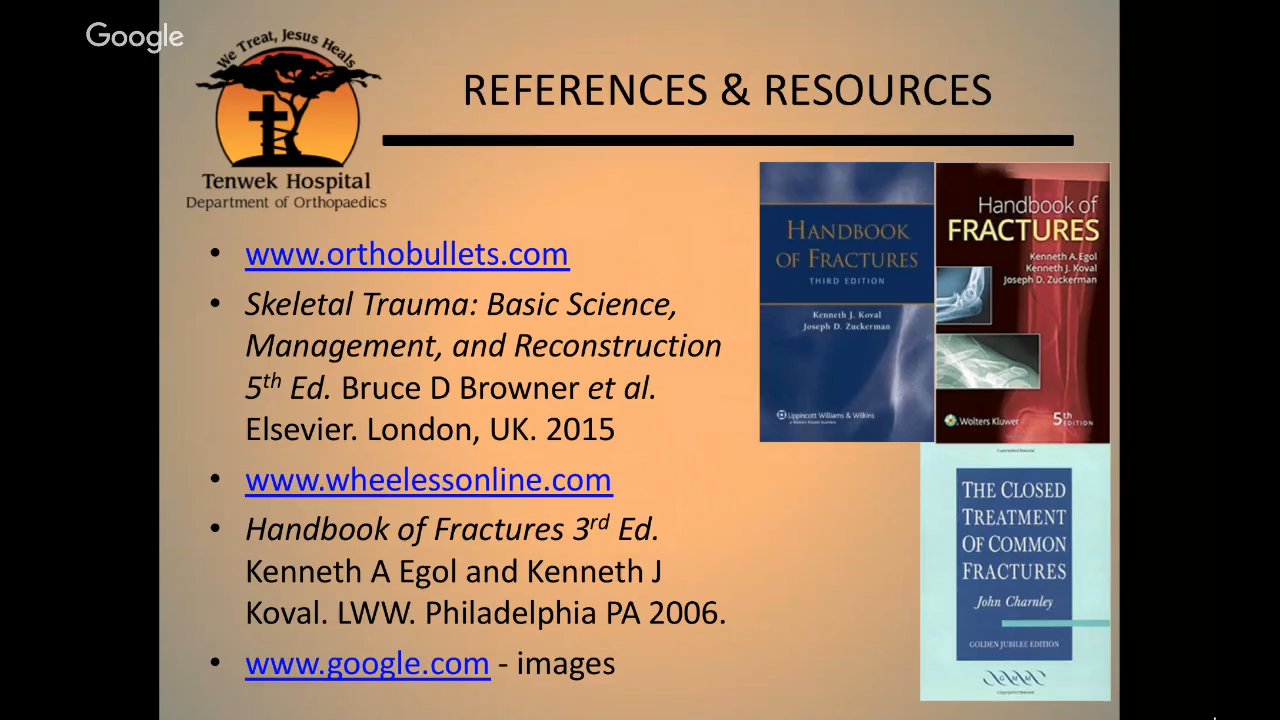 Google
We Treat, Jesus Heals
Tenwek Hospital
Department of Orthopaedics
REFERENCES & RESOURCES
• www.orthobullets.com
• Skeletal Trauma: Basic Science,
Management, and Reconstruction
5th Ed. Bruce D Browner et al.
Elsevier. London, UK. 2015
• www.wheelessonline.com
• Handbook of Fractures 3rd Ed.
Kenneth A Egol and Kenneth J
Koval. LWW. Philadelphia PA 2006.
• www.google.com - images
HANDBOOK
OF FRACTURES
THIRD EDITION
Kenneth J. Koval
Joseph D. Zuckerman
Lippincott Williams & Wilkins
Handbook of
FRACTURES
Kenneth A. Egol
Kenneth J. Koval
Joseph D. Zuckerman
Wolters Kluwer
5th
EDITION
Copyrighted Material
THE CLOSED
TREATMENT
OF COMMON
FRACTURES
John Charnley
GOLDEN JUBILEE EDITION
Copyrighted Material